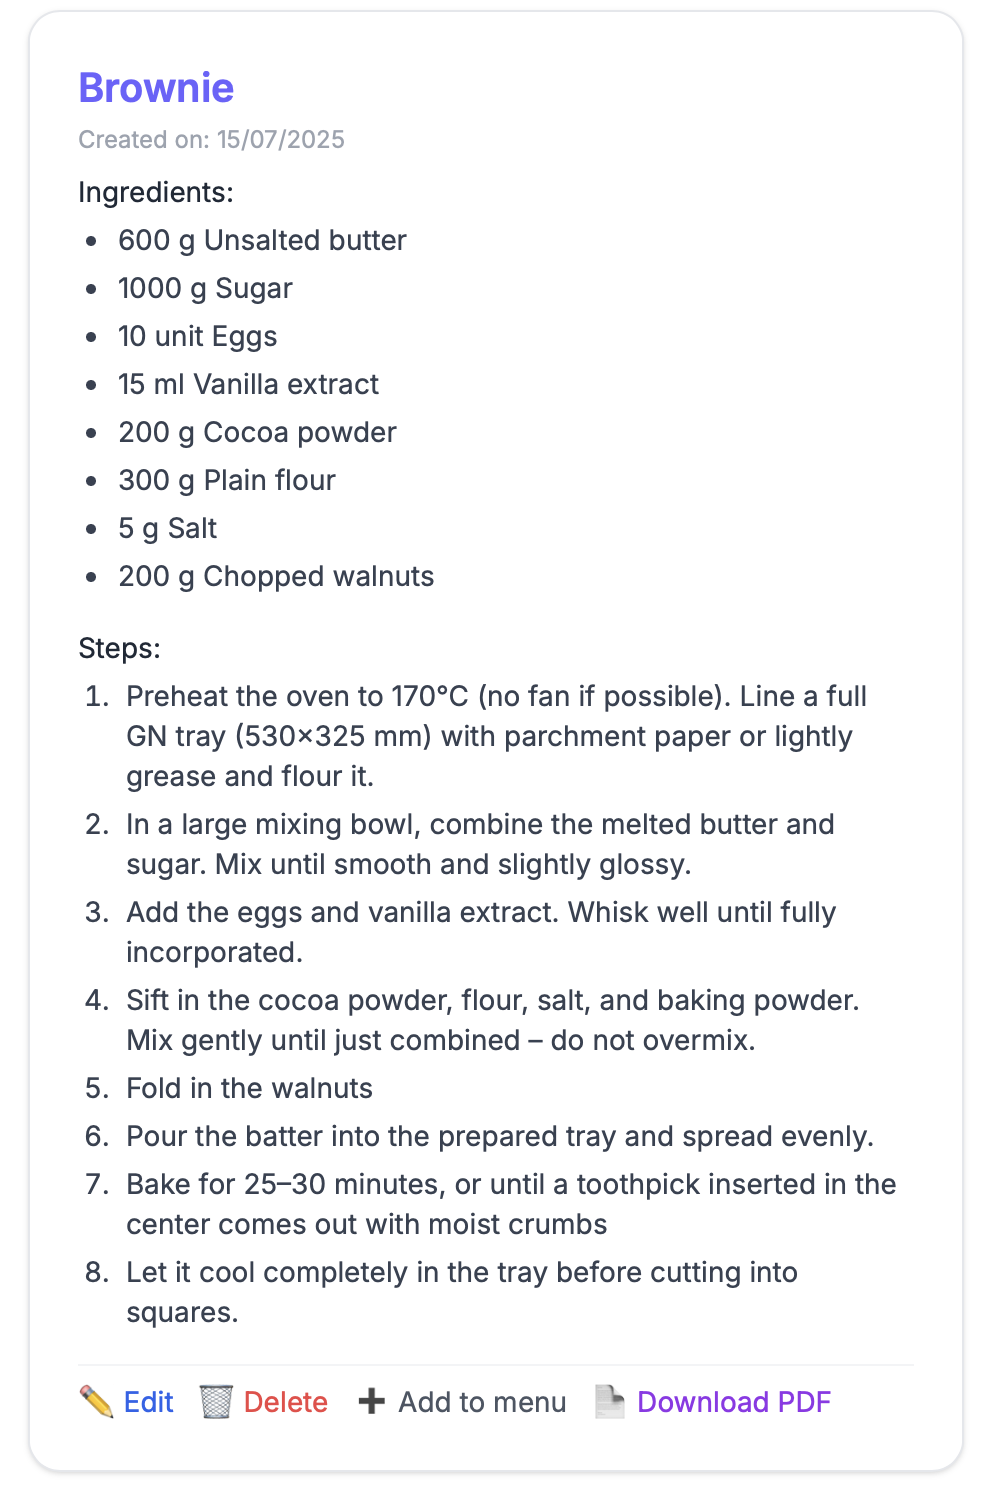 Brownie
Created on: 15/07/2025
Ingredients:
• 600 g Unsalted butter
• 1000 g Sugar
• 10 unit Eggs
• 15 ml Vanilla extract
• 200 g Cocoa powder
• 300 g Plain flour
• 5 g Salt
• 200 g Chopped walnuts
Steps:
1. Preheat the oven to 170°C (no fan if possible). Line a full
GN tray (530×325 mm) with parchment paper or lightly
grease and flour it.
2. In a large mixing bowl, combine the melted butter and
sugar. Mix until smooth and slightly glossy.
3. Add the eggs and vanilla extract. Whisk well until fully
incorporated.
4. Sift in the cocoa powder, flour, salt, and baking powder.
Mix gently until just combined – do not overmix.
5. Fold in the walnuts
6. Pour the batter into the prepared tray and spread evenly.
7. Bake for 25–30 minutes, or until a toothpick inserted in the
center comes out with moist crumbs
8. Let it cool completely in the tray before cutting into
squares.
✏️ Edit 🗑️ Delete ➕ Add to menu 📄 Download PDF